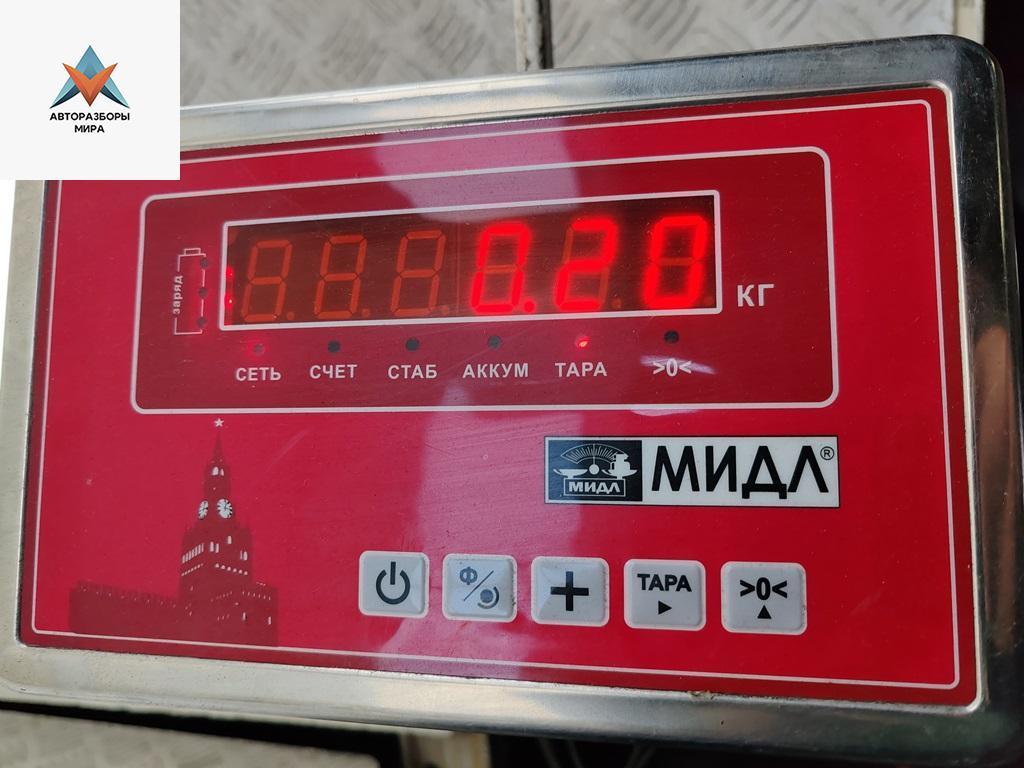 АВТОРАЗБОРЫ
МИРА
заряд
0.20
КГ
СЕТЬ СЧЕТ СТАБ АККУМ ТАРА >0<
МИДЛ МИДЛ®
Ф + ТАРА >0<